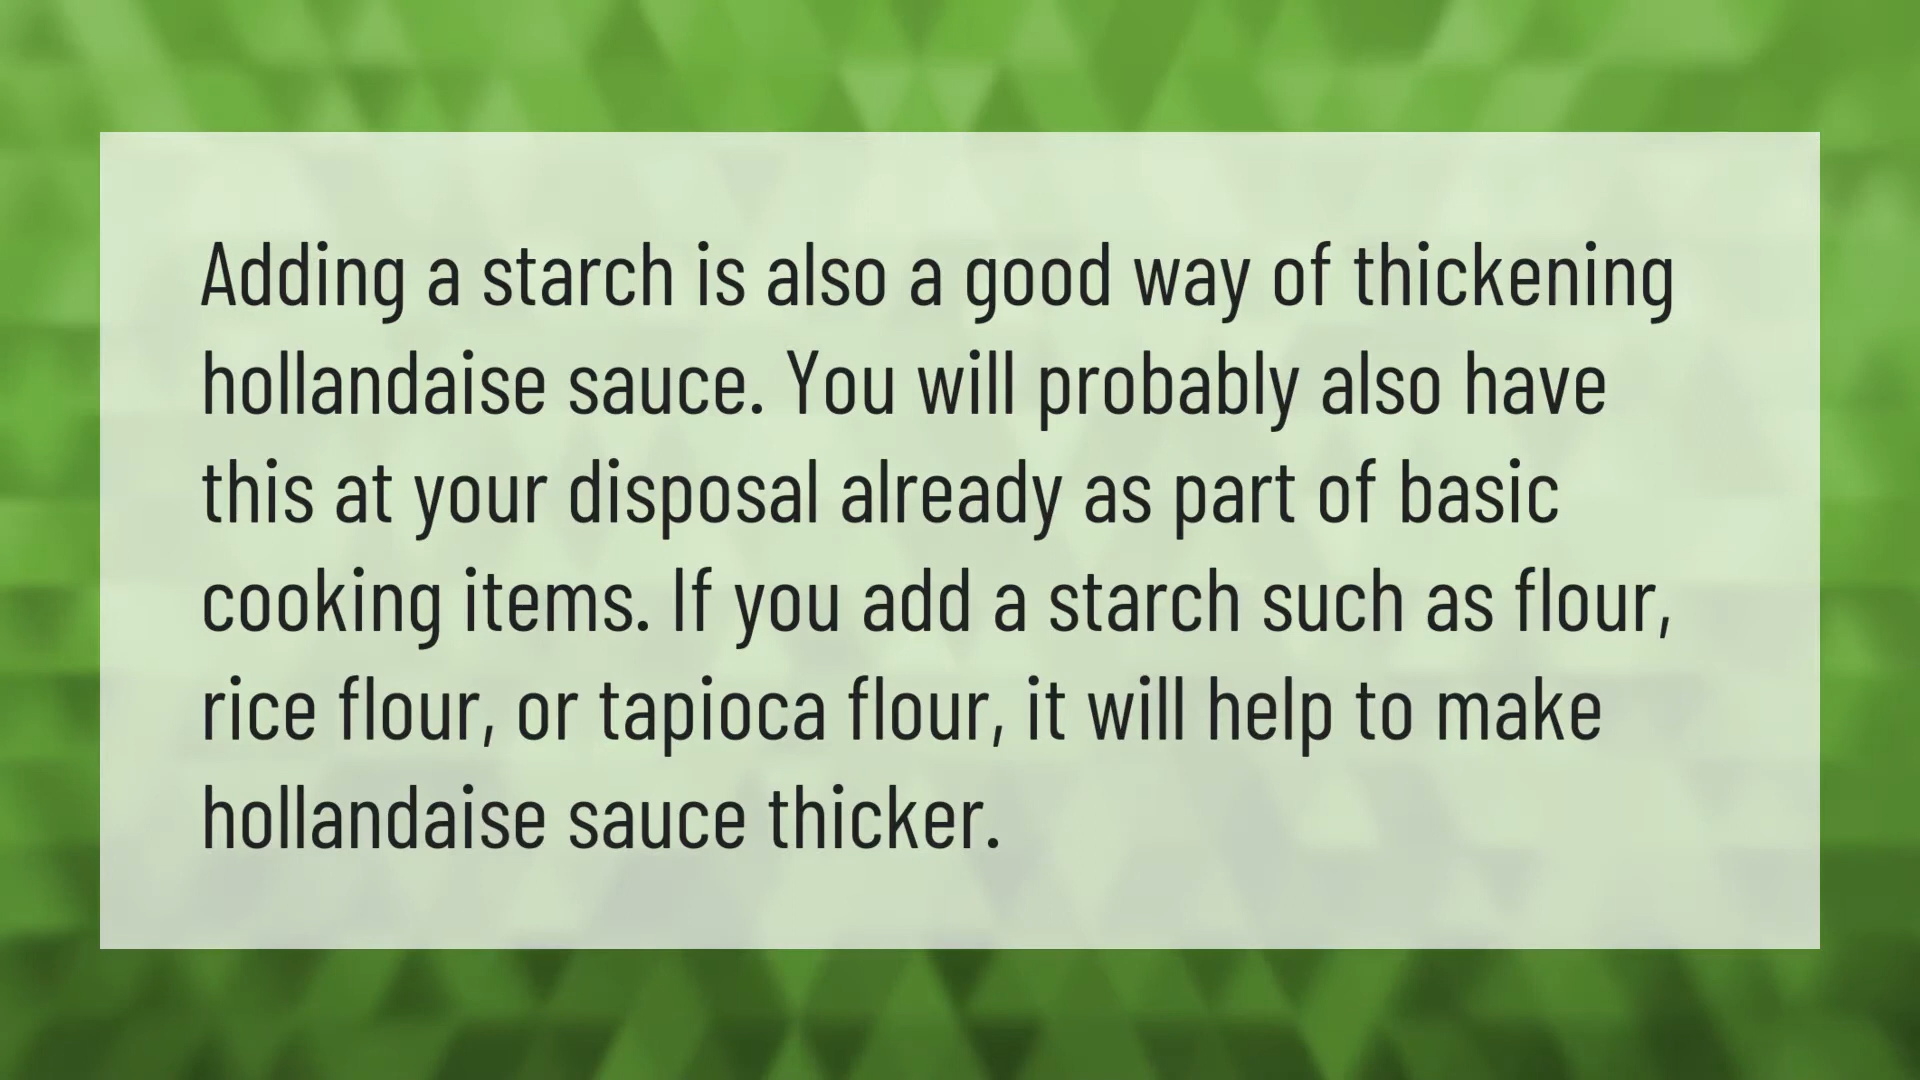 Adding a starch is also a good way of thickening
hollandaise sauce. You will probably also have
this at your disposal already as part of basic
cooking items. If you add a starch such as flour,
rice flour, or tapioca flour, it will help to make
hollandaise sauce thicker.